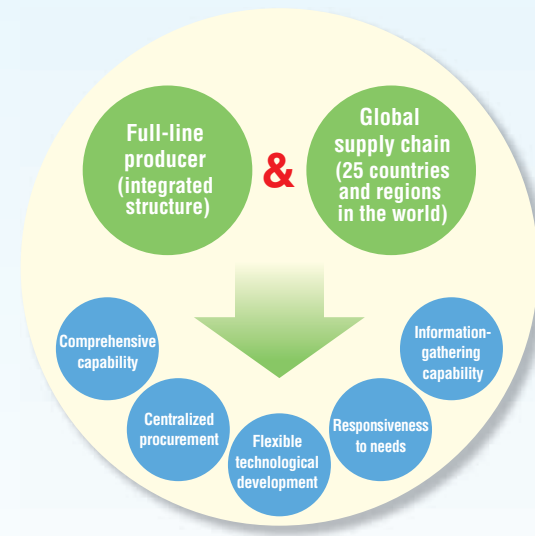 Full-line
producer
(integrated
structure)
&
Global
supply chain
(25 countries
and regions
in the world)
Comprehensive
capability
Centralized
procurement
Flexible
technological
development
Responsiveness
to needs
Information-
gathering
capability